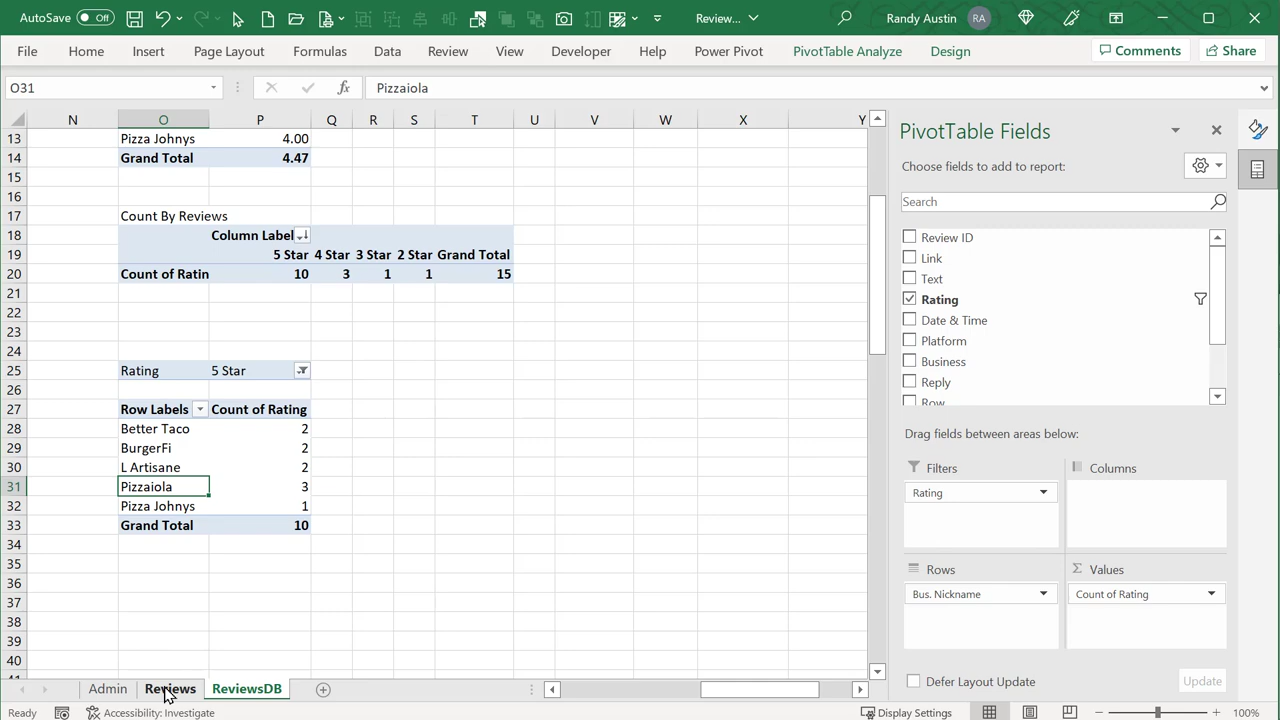 AutoSave Off Review... Randy Austin RA
File Home Insert Page Layout Formulas Data Review View Developer Help Power Pivot PivotTable Analyze Design Comments Share
O31 fx Pizzaiola
N O P Q R S T U V W X Y
13 Pizza Johnys 4.00
14 Grand Total 4.47
15
16
17 Count By Reviews
18 Column Label
19 5 Star 4 Star 3 Star 2 Star Grand Total
20 Count of Ratin 10 3 1 1 15
21
22
23
24
25 Rating 5 Star
26
27 Row Labels Count of Rating
28 Better Taco 2
29 BurgerFi 2
30 L Artisane 2
31 Pizzaiola 3
32 Pizza Johnys 1
33 Grand Total 10
34
35
36
37
38
39
40
PivotTable Fields
Choose fields to add to report:
Search
Review ID
Link
Text
Rating
Date & Time
Platform
Business
Reply
Row
Drag fields between areas below:
Filters Columns
Rating
Rows Σ Values
Bus. Nickname Count of Rating
Defer Layout Update Update
Admin Reviews ReviewsDB
Ready Accessibility: Investigate Display Settings 100%